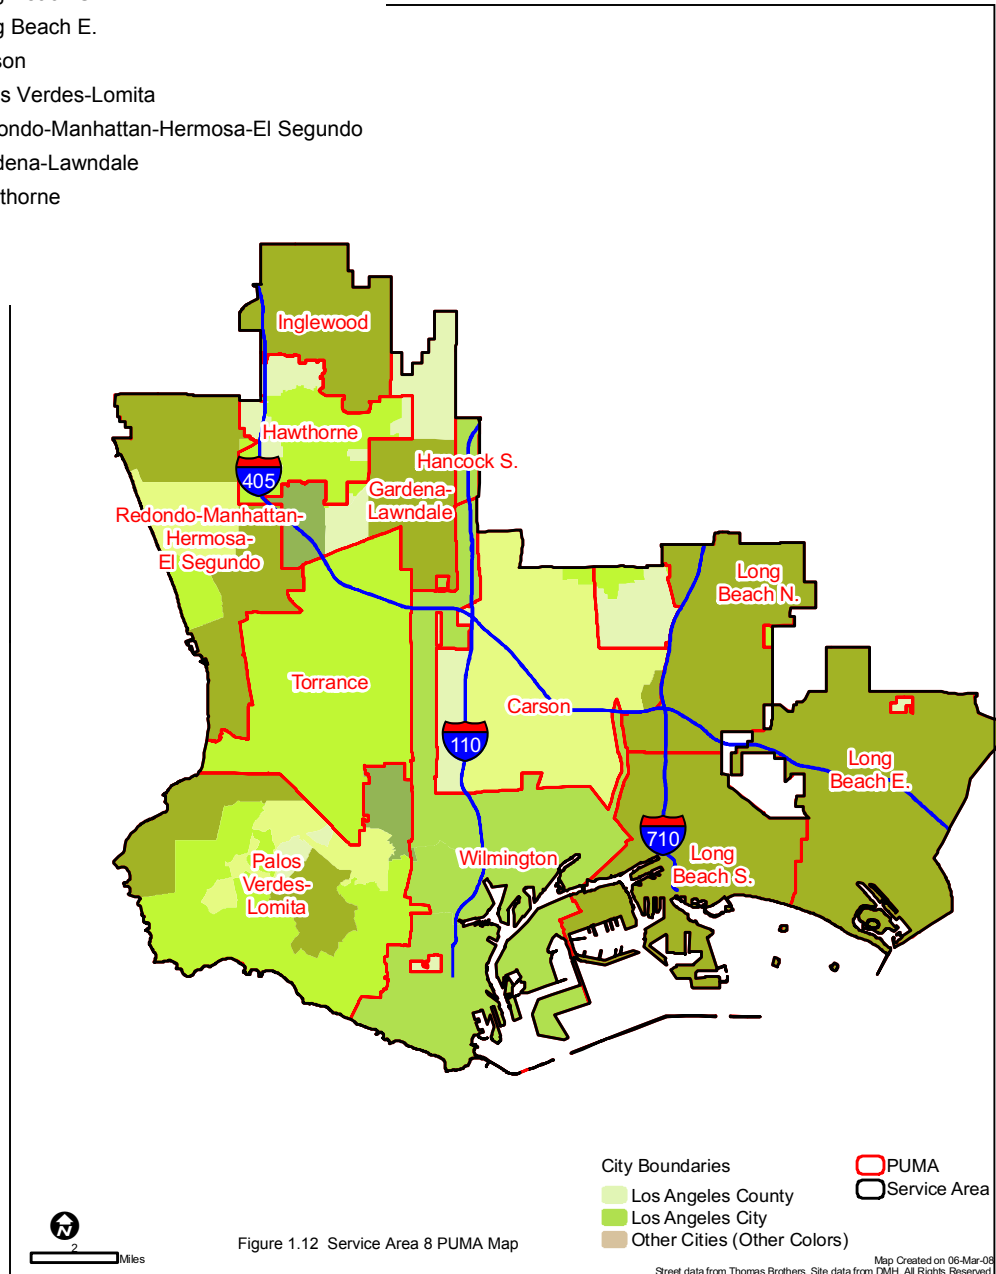 g Beach E.
son
s Verdes-Lomita
ondo-Manhattan-Hermosa-El Segundo
dena-Lawndale
thorne
Inglewood
Hawthorne
Hancock S.
405
Gardena-
Lawndale
Redondo-Manhattan-
Hermosa-
El Segundo
Long
Beach N.
Torrance
Carson
110
Long
Beach E.
710
Palos
Verdes-
Lomita
Wilmington
Long
Beach S.
City Boundaries
Los Angeles County
Los Angeles City
Other Cities (Other Colors)
PUMA
Service Area
N
2
Miles
Figure 1.12 Service Area 8 PUMA Map
Map Created on 06-Mar-08
Street data from Thomas Brothers. Site data from DMH. All Rights Reserved.